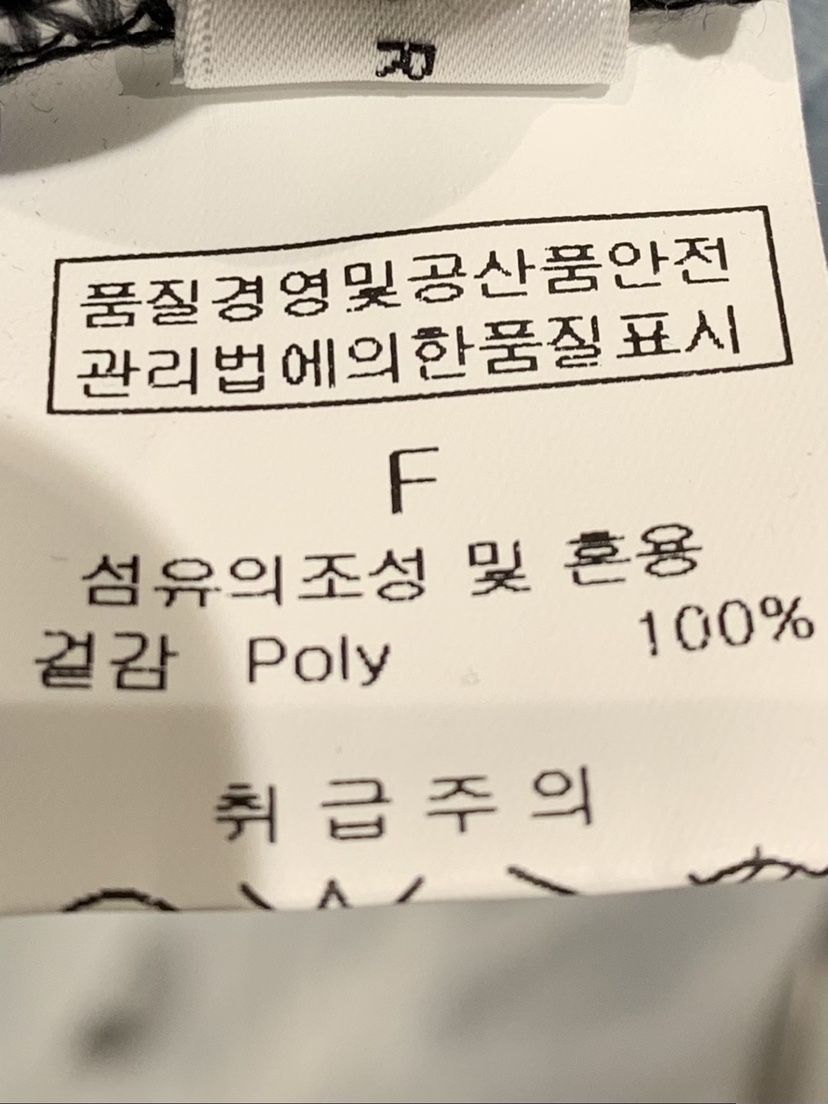 품질경영및공산품안전
관리법에의한품질표시
F
섬유의조성 및 혼용
겉감 Poly 100%
취급주의